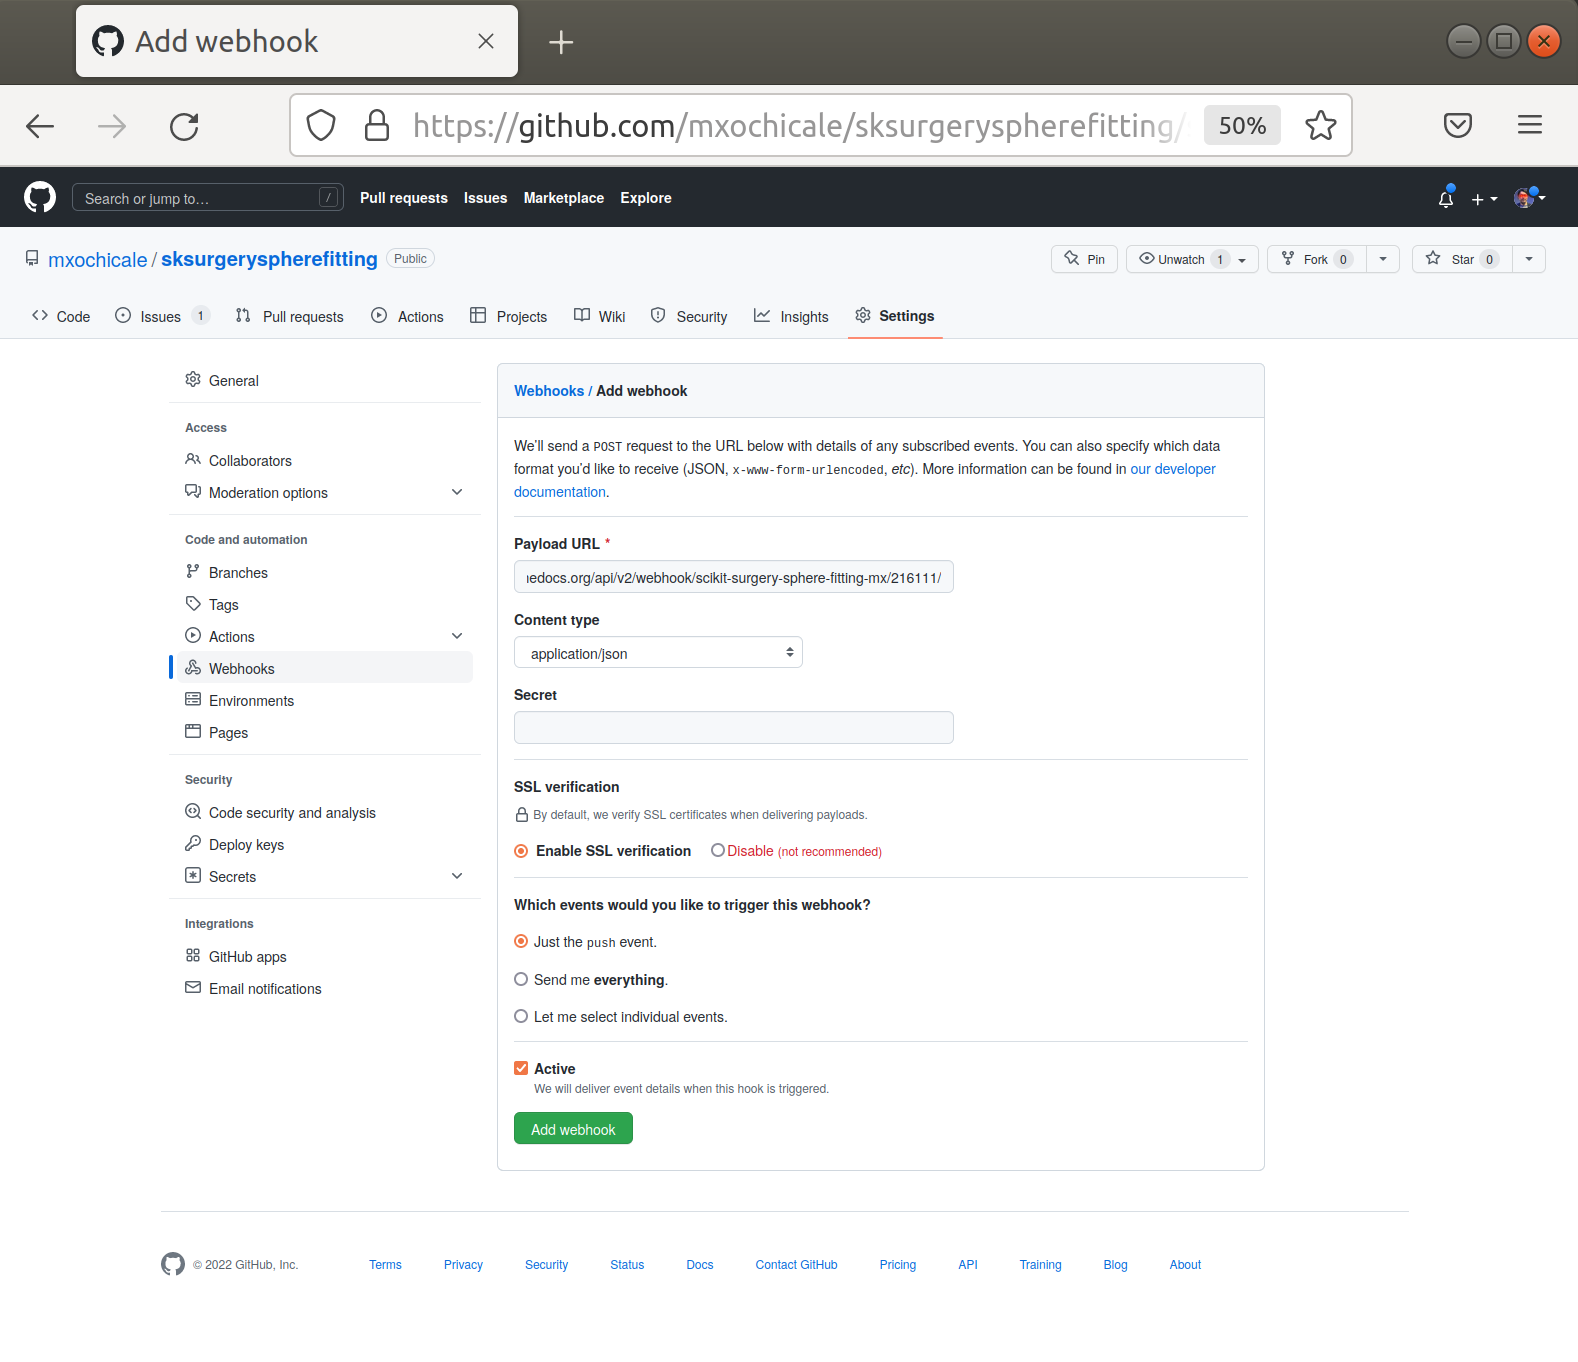 Add webhook
https://github.com/mxochicale/sksurgeryspherefitting/
50%
Search or jump to…
/
Pull requests Issues Marketplace Explore
mxochicale / sksurgeryspherefitting Public
Pin
Unwatch 1
Fork 0
Star 0
Code
Issues 1
Pull requests
Actions
Projects
Wiki
Security
Insights
Settings
General
Access
Collaborators
Moderation options
Code and automation
Branches
Tags
Actions
Webhooks
Environments
Pages
Security
Code security and analysis
Deploy keys
Secrets
Integrations
GitHub apps
Email notifications
Webhooks / Add webhook
We'll send a POST request to the URL below with details of any subscribed events. You can also specify which data
format you'd like to receive (JSON, x-www-form-urlencoded, etc). More information can be found in our developer
documentation.
Payload URL *
edocs.org/api/v2/webhook/scikit-surgery-sphere-fitting-mx/216111/
Content type
application/json
Secret
SSL verification
By default, we verify SSL certificates when delivering payloads.
Enable SSL verification Disable (not recommended)
Which events would you like to trigger this webhook?
Just the push event.
Send me everything.
Let me select individual events.
Active
We will deliver event details when this hook is triggered.
Add webhook
© 2022 GitHub, Inc. Terms Privacy Security Status Docs Contact GitHub Pricing API Training Blog About